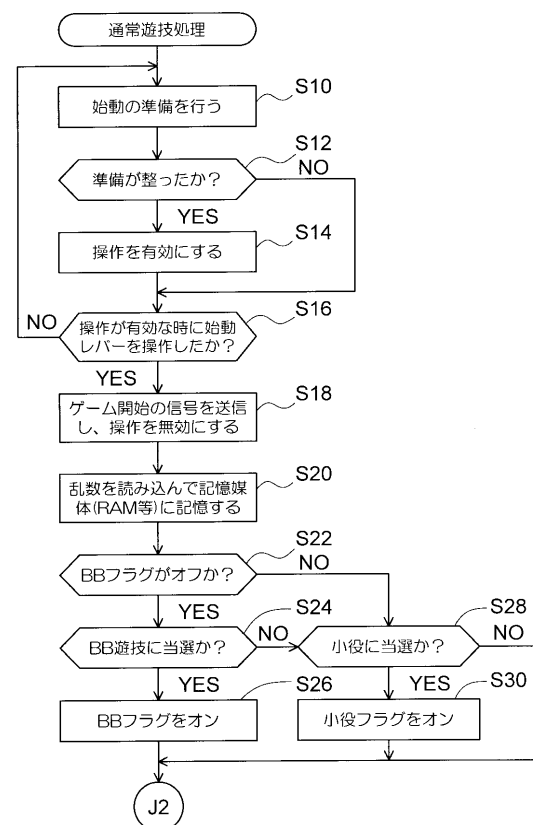 通常遊技処理
S10
始動の準備を行う
S12
準備が整ったか？
NO
YES
S14
操作を有効にする
S16
NO
操作が有効な時に始動
レバーを操作したか？
YES
S18
ゲーム開始の信号を送信
し、操作を無効にする
S20
乱数を読み込んで記憶媒
体(RAM等)に記憶する
S22
BBフラグがオフか？
NO
YES
S24
BB遊技に当選か？
NO
S28
小役に当選か？
NO
YES
S26
BBフラグをオン
YES
S30
小役フラグをオン
J2